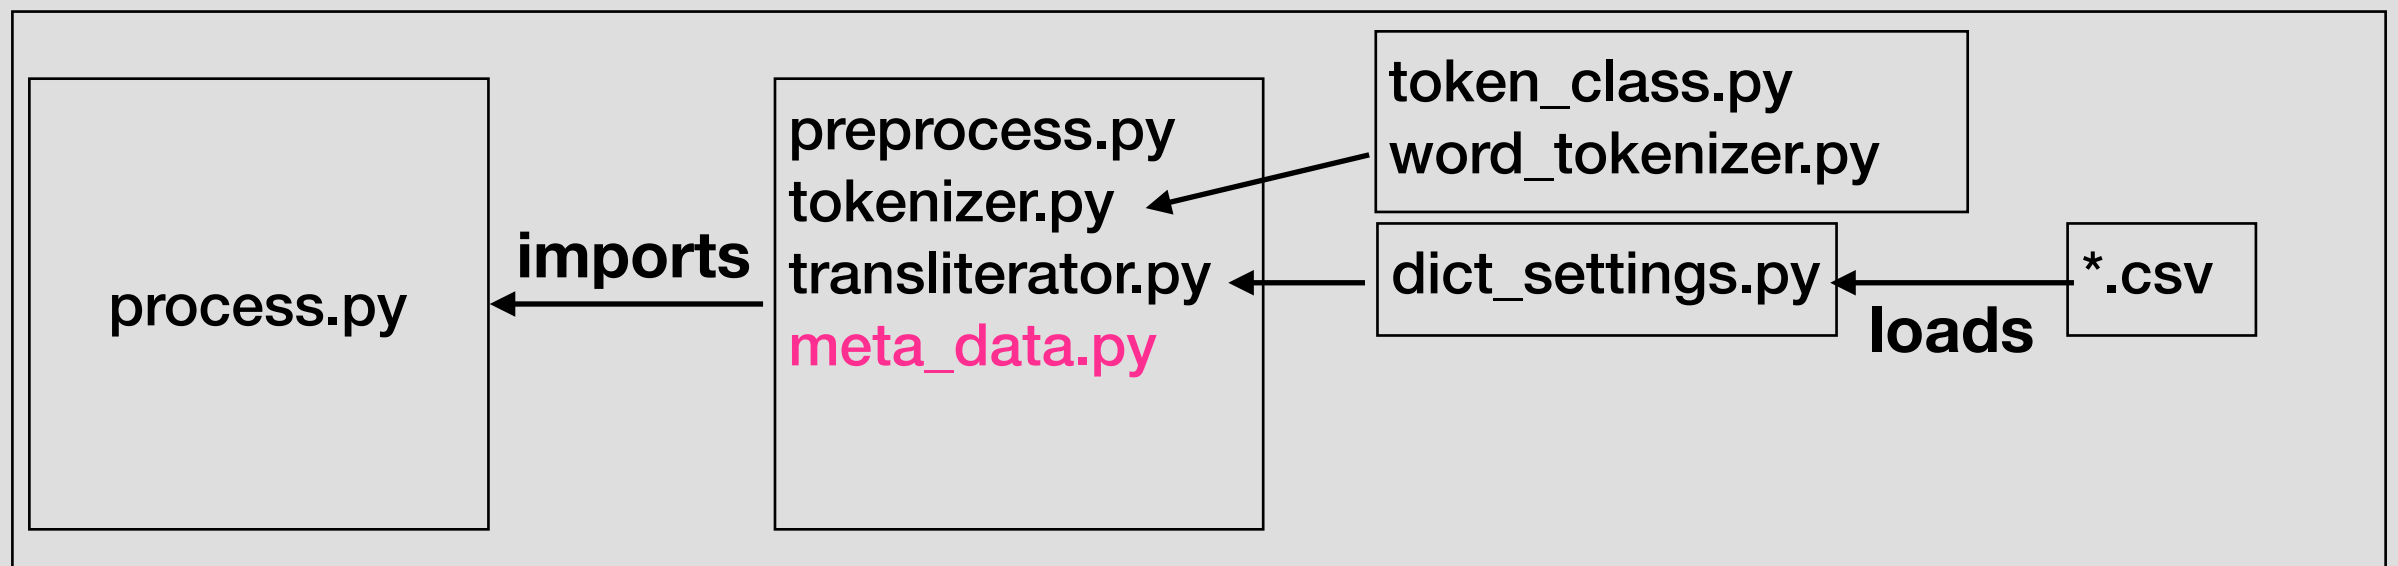 process.py
imports
preprocess.py
tokenizer.py
transliterator.py
meta_data.py
token_class.py
word_tokenizer.py
dict_settings.py
loads
*.csv